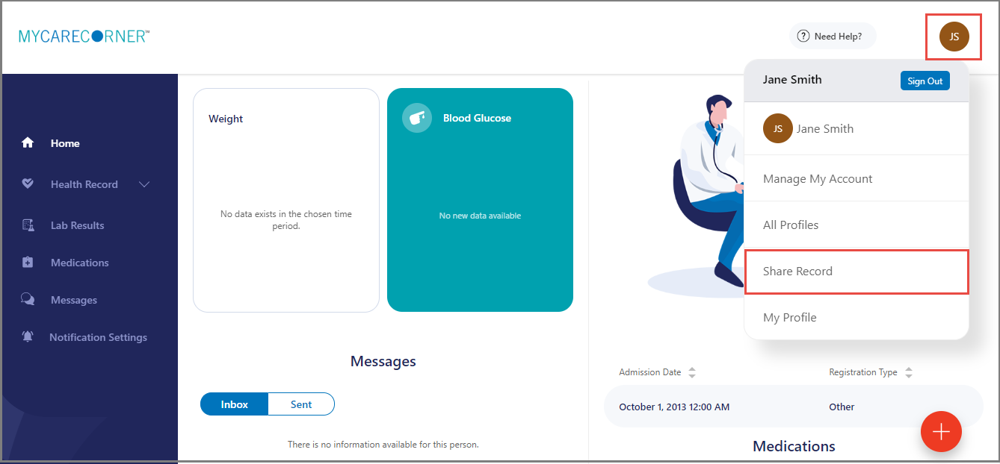 MYCARECORNER™
? Need Help?
JS
Jane Smith
Sign Out
JS Jane Smith
Manage My Account
All Profiles
Share Record
My Profile
Home
Health Record
Lab Results
Medications
Messages
Notification Settings
Weight
No data exists in the chosen time
period.
Blood Glucose
No new data available
Messages
Inbox
Sent
There is no information available for this person.
Admission Date
Registration Type
October 1, 2013 12:00 AM
Other
Medications